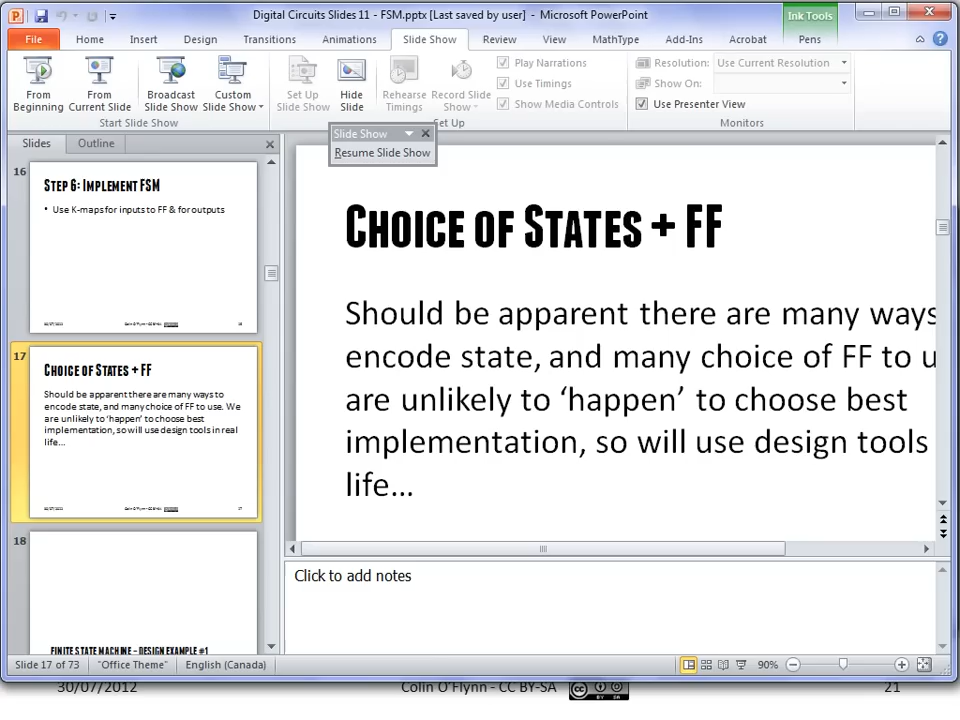 Digital Circuits Slides 11 - FSM.pptx [Last saved by user] - Microsoft PowerPoint
Ink Tools
File Home Insert Design Transitions Animations Slide Show Review View MathType Add-Ins Acrobat Pens
From Beginning
From Current Slide
Broadcast Slide Show
Custom Slide Show
Set Up Slide Show
Hide Slide
Rehearse Timings
Record Slide Show
Play Narrations
Use Timings
Show Media Controls
Resolution: Use Current Resolution
Show On:
Use Presenter View
Start Slide Show
Set Up
Monitors
Slide Show
Resume Slide Show
Slides Outline
16
Step 6: Implement FSM
• Use K-maps for inputs to FF & for outputs
17
Choice of States + FF
Should be apparent there are many ways to
encode state, and many choice of FF to use. We
are unlikely to 'happen' to choose best
implementation, so will use design tools in real
life...
18
Finite State Machine – Design Example #1
Choice of States + FF
Should be apparent there are many ways
encode state, and many choice of FF to u
are unlikely to ‘happen’ to choose best
implementation, so will use design tools
life...
Click to add notes
Slide 17 of 73
"Office Theme"
English (Canada)
90%
30/07/2012
Colin O'Flynn - CC BY-SA
cc BY SA
21